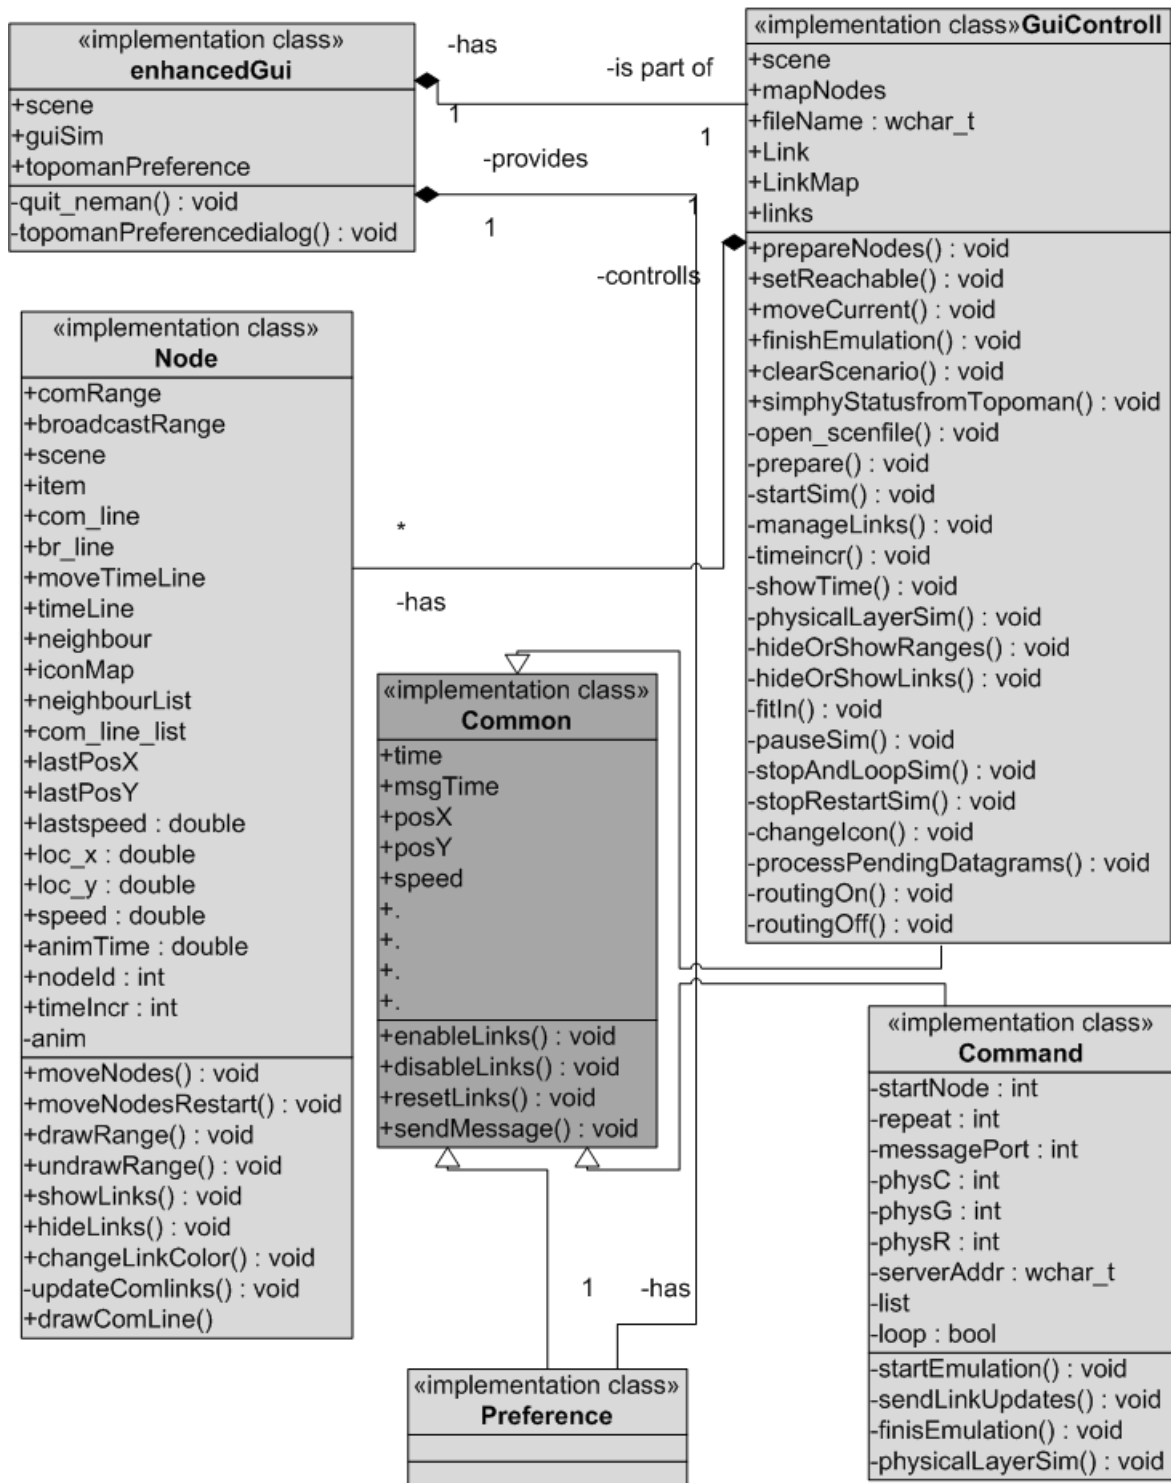 «implementation class»
enhancedGui
+scene
+guiSim
+topomanPreference
-quit_neman() : void
-topomanPreferencedialog() : void
-has
-is part of
1
1
-provides
1
1
-controlls
«implementation class»GuiControll
+scene
+mapNodes
+fileName : wchar_t
+Link
+LinkMap
+links
+prepareNodes() : void
+setReachable() : void
+moveCurrent() : void
+finishEmulation() : void
+clearScenario() : void
+simphyStatusfromTopoman() : void
-open_scenfile() : void
-prepare() : void
-startSim() : void
-manageLinks() : void
-timeincr() : void
-showTime() : void
-physicalLayerSim() : void
-hideOrShowRanges() : void
-hideOrShowLinks() : void
-fitIn() : void
-pauseSim() : void
-stopAndLoopSim() : void
-stopRestartSim() : void
-changeIcon() : void
-processPendingDatagrams() : void
-routingOn() : void
-routingOff() : void
«implementation class»
Node
+comRange
+broadcastRange
+scene
+item
+com_line
+br_line
+moveTimeLine
+timeLine
+neighbour
+iconMap
+neighbourList
+com_line_list
+lastPosX
+lastPosY
+lastspeed : double
+loc_x : double
+loc_y : double
+speed : double
+animTime : double
+nodeId : int
+timeIncr : int
-anim
+moveNodes() : void
+moveNodesRestart() : void
+drawRange() : void
+undrawRange() : void
+showLinks() : void
+hideLinks() : void
+changeLinkColor() : void
-updateComlinks() : void
+drawComLine()
*
-has
«implementation class»
Common
+time
+msgTime
+posX
+posY
+speed
+.
+.
+.
+.
+enableLinks() : void
+disableLinks() : void
+resetLinks() : void
+sendMessage() : void
«implementation class»
Command
-startNode : int
-repeat : int
-messagePort : int
-physC : int
-physG : int
-physR : int
-serverAddr : wchar_t
-list
-loop : bool
-startEmulation() : void
-sendLinkUpdates() : void
-finisEmulation() : void
-physicalLayerSim() : void
1
-has
«implementation class»
Preference